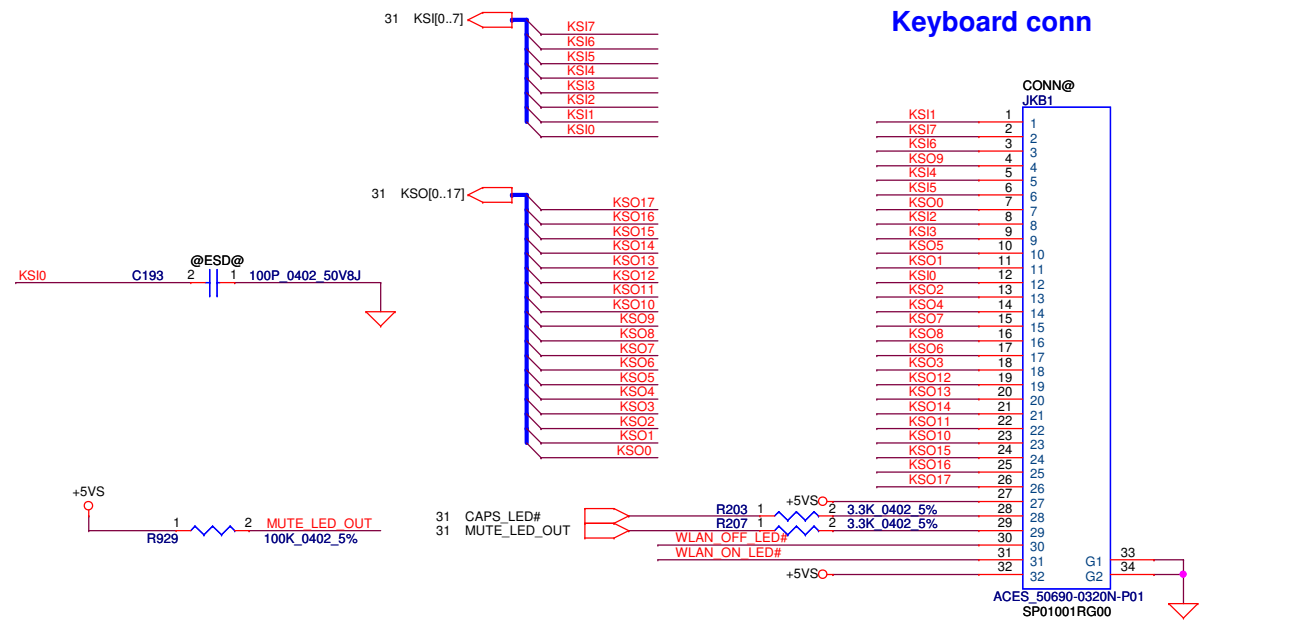 Keyboard conn
31 KSI[0..7]
KSI7
KSI6
KSI5
KSI4
KSI3
KSI2
KSI1
KSI0
31 KSO[0..17]
KSO17
KSO16
KSO15
KSO14
KSO13
KSO12
KSO11
KSO10
KSO9
KSO8
KSO7
KSO6
KSO5
KSO4
KSO3
KSO2
KSO1
KSO0
@ESD@
KSI0 C193 2 1 100P_0402_50V8J
+5VS
1 2 MUTE_LED_OUT
R929 100K_0402_5%
CONN@
JKB1
KSI1 1 1
KSI7 2 2
KSI6 3 3
KSO9 4 4
KSI4 5 5
KSI5 6 6
KSO0 7 7
KSI2 8 8
KSI3 9 9
KSO5 10 10
KSO1 11 11
KSI0 12 12
KSO2 13 13
KSO4 14 14
KSO7 15 15
KSO8 16 16
KSO6 17 17
KSO3 18 18
KSO12 19 19
KSO13 20 20
KSO14 21 21
KSO11 22 22
KSO10 23 23
KSO15 24 24
KSO16 25 25
KSO17 26 26
+5VS 27 27
31 CAPS_LED# R203 1 2 3.3K_0402_5% 28 28
31 MUTE_LED_OUT R207 1 2 3.3K_0402_5% 29 29
WLAN_OFF_LED# 30 30
WLAN_ON_LED# 31 31 G1 33
+5VS 32 32 G2 34
ACES_50690-0320N-P01
SP01001RG00